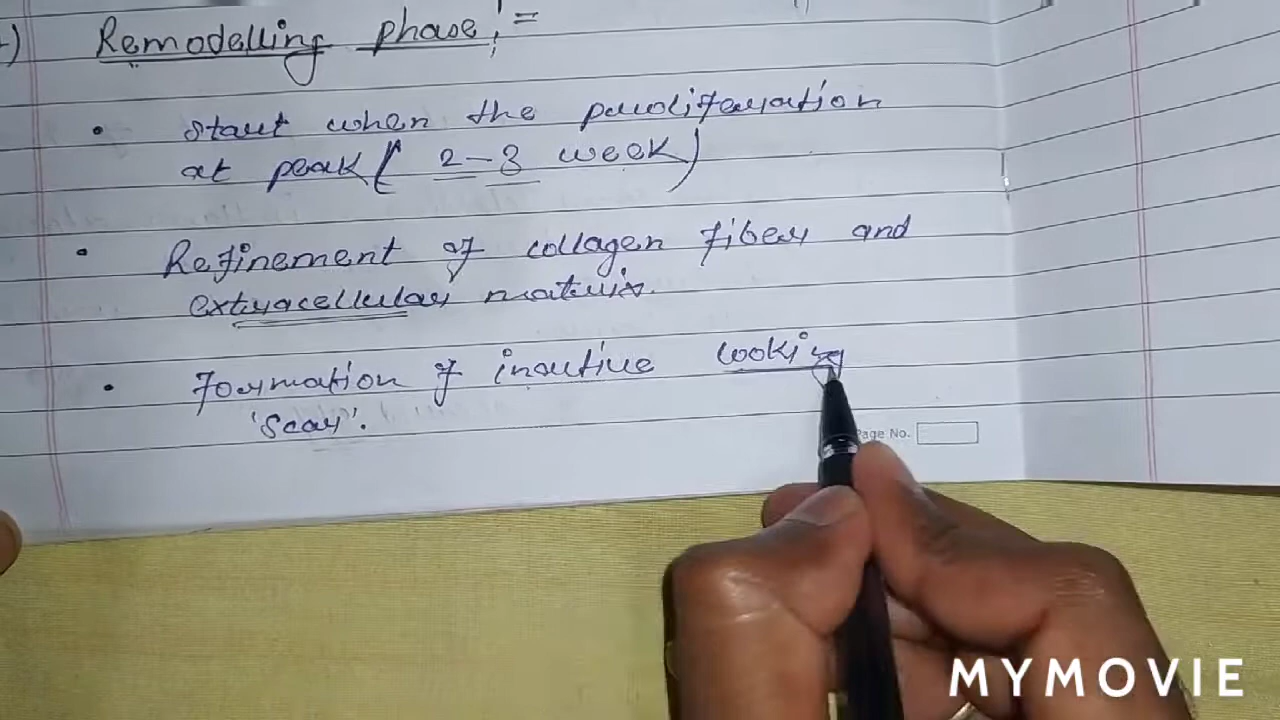 Remodelling phase :=
• Start when the proliferation
at peak ( 2-3 week)
• Refinement of collagen fiber and
extracellular matrix.
• Formation of inactive looking
'Scar'.
Page No.
MYMOVIE